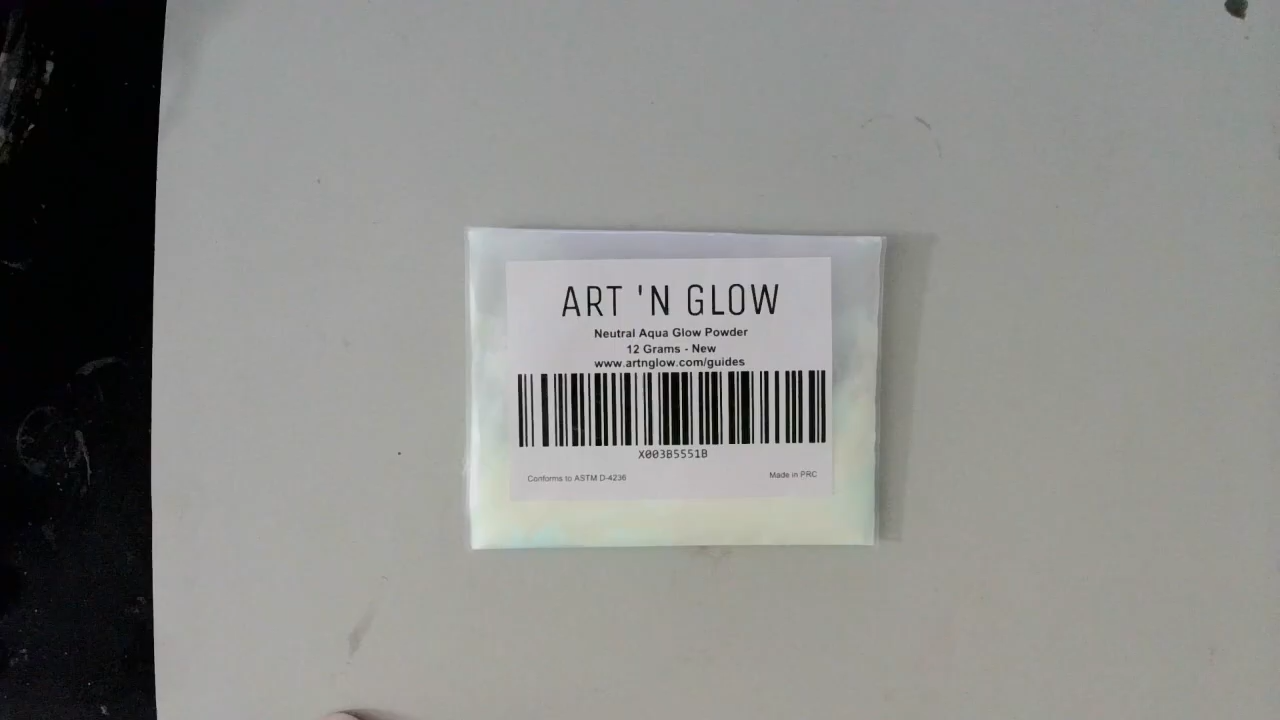 ART 'N GLOW
Neutral Aqua Glow Powder
12 Grams - New
www.artnglow.com/guides
X003B5551B
Conforms to ASTM D-4236
Made in PRC